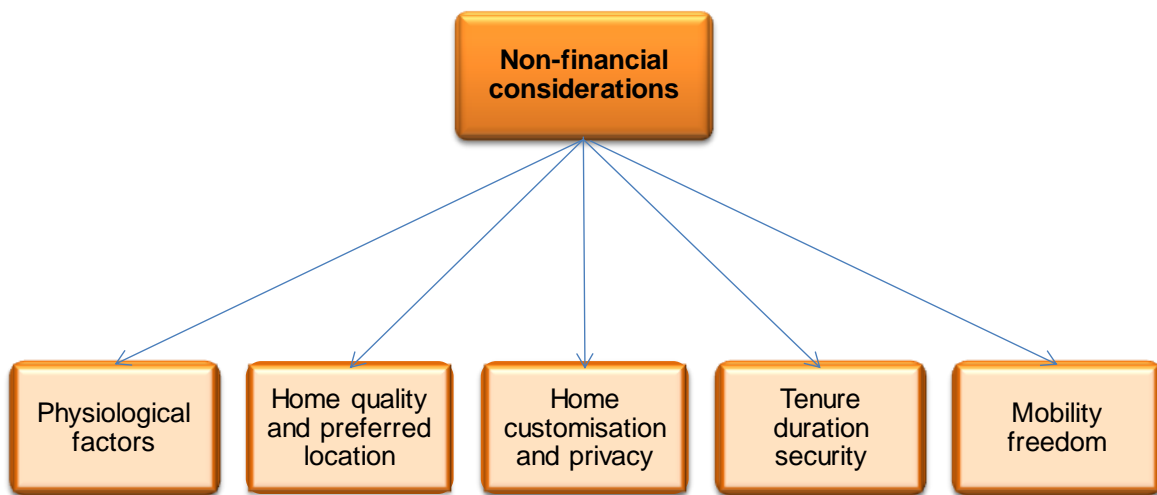 Non-financial
considerations
Physiological
factors
Home quality
and preferred
location
Home
customisation
and privacy
Tenure
duration
security
Mobility
freedom